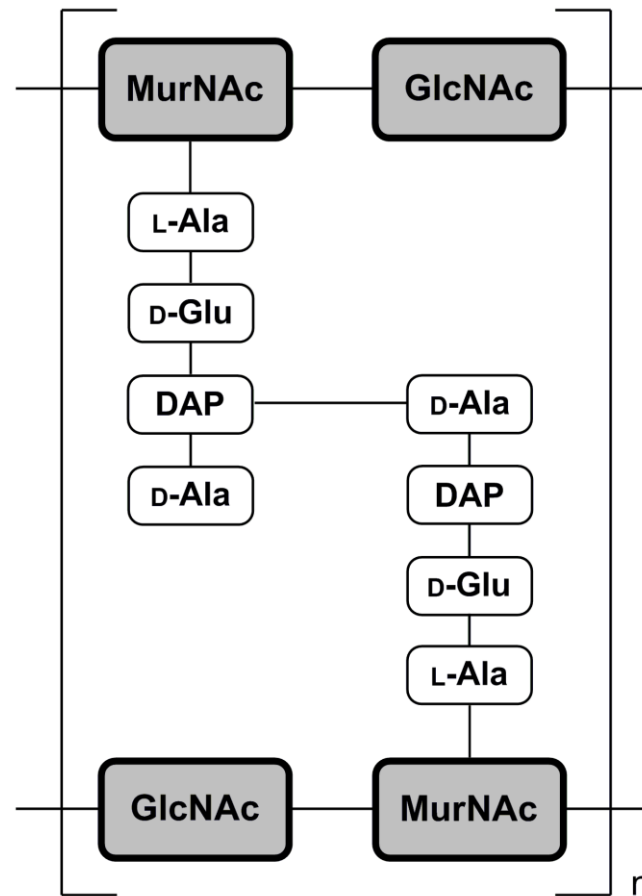 MurNAc GlcNAc
L-Ala
D-Glu
DAP D-Ala
D-Ala DAP
D-Glu
L-Ala
GlcNAc MurNAc
n